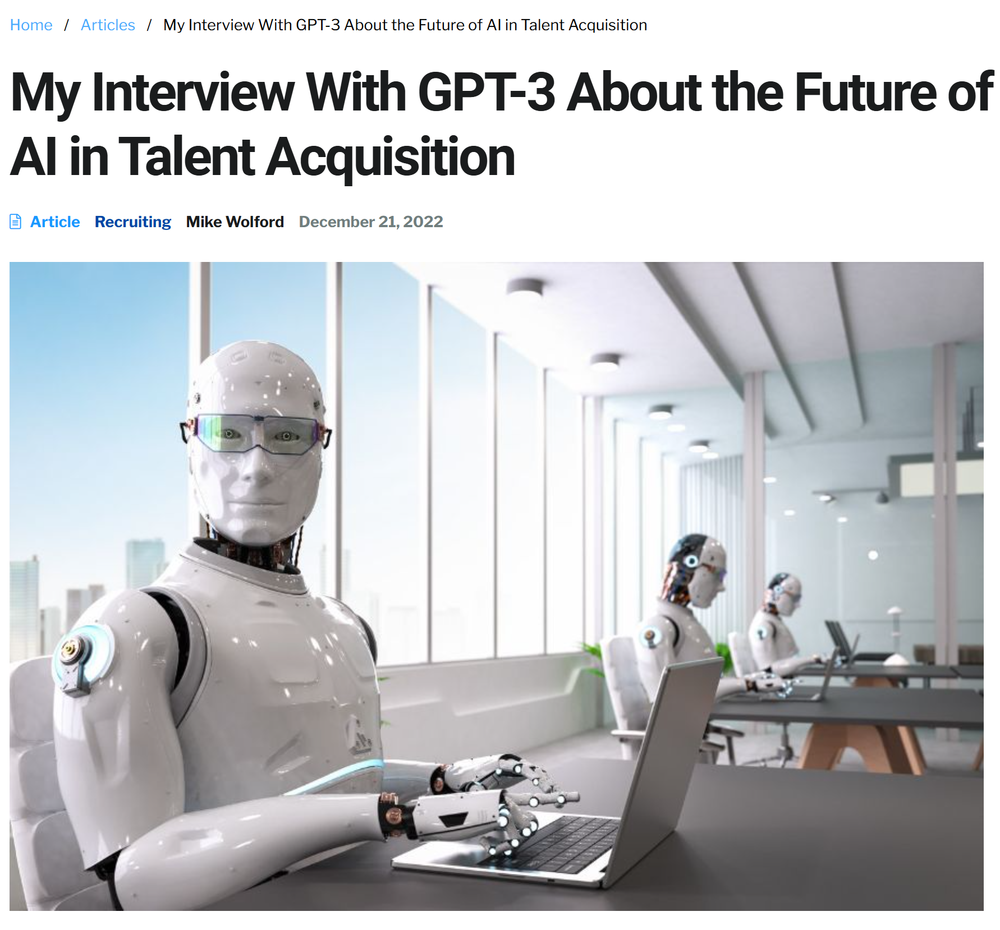 Home / Articles / My Interview With GPT-3 About the Future of AI in Talent Acquisition
My Interview With GPT-3 About the Future of
AI in Talent Acquisition
Article Recruiting Mike Wolford December 21, 2022